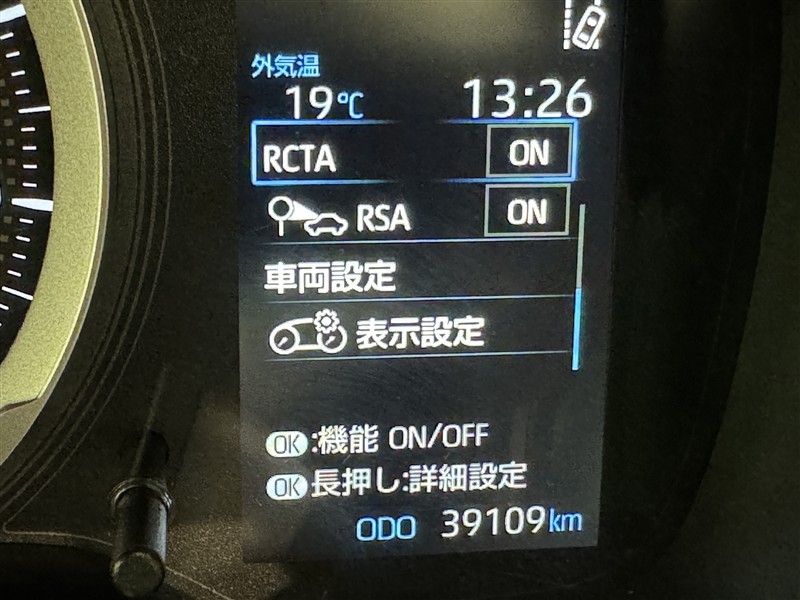 外気温
19℃ 13:26
RCTA ON
RSA ON
車両設定
表示設定
OK:機能 ON/OFF
OK長押し:詳細設定
ODO 39109km